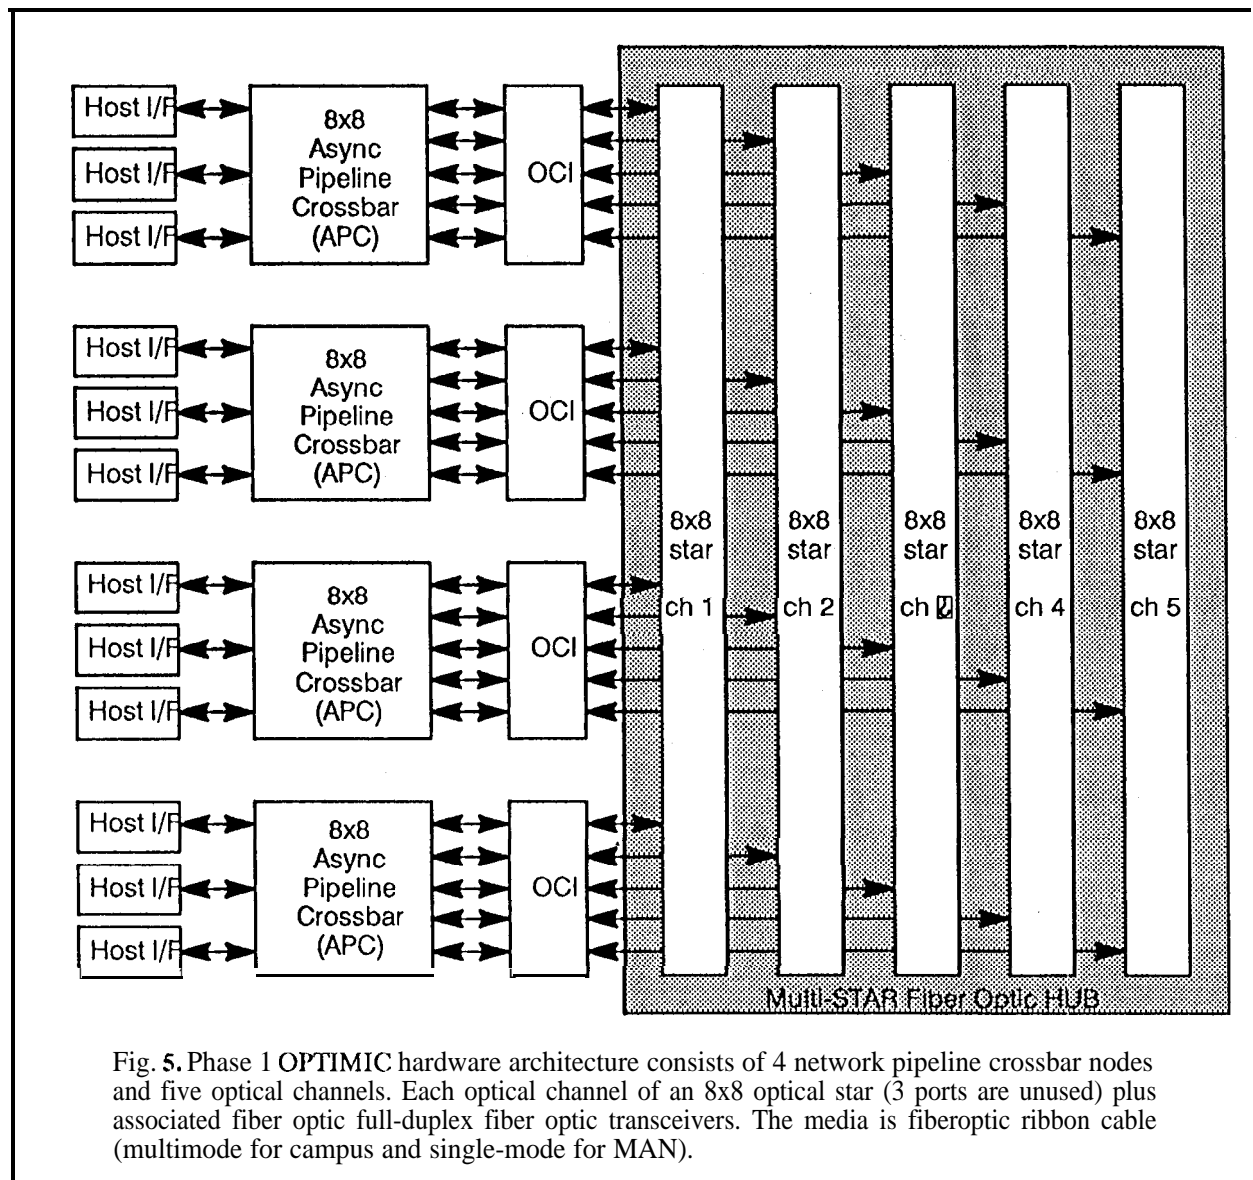 Host I/F
Host I/F
Host I/F
8x8
Async
Pipeline
Crossbar
(APC)
OCI
Host I/F
Host I/F
Host I/F
8x8
Async
Pipeline
Crossbar
(APC)
OCI
Host I/F
Host I/F
Host I/F
8x8
Async
Pipeline
Crossbar
(APC)
OCI
Host I/F
Host I/F
Host I/F
8x8
Async
Pipeline
Crossbar
(APC)
OCI
8x8
star
ch 1
8x8
star
ch 2
8x8
star
ch
8x8
star
ch 4
8x8
star
ch 5
Multi-STAR Fiber Optic HUB
Fig. 5. Phase 1 OPTIMIC hardware architecture consists of 4 network pipeline crossbar nodes
and five optical channels. Each optical channel of an 8x8 optical star (3 ports are unused) plus
associated fiber optic full-duplex fiber optic transceivers. The media is fiberoptic ribbon cable
(multimode for campus and single-mode for MAN).